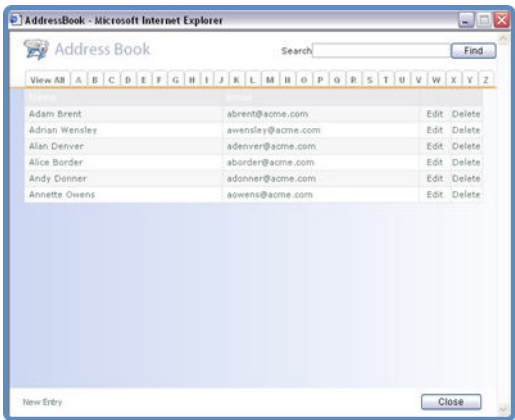 AddressBook - Microsoft Internet Explorer
Address Book
Search Find
View All A B C D E F G H I J K L M N O P Q R S T U V W X Y Z
Name Email
Adam Brent abrent@acme.com Edit Delete
Adrian Wensley awensley@acme.com Edit Delete
Alan Denver adenver@acme.com Edit Delete
Alice Border aborder@acme.com Edit Delete
Andy Donner adonner@acme.com Edit Delete
Annette Owens aowens@acme.com Edit Delete
New Entry Close